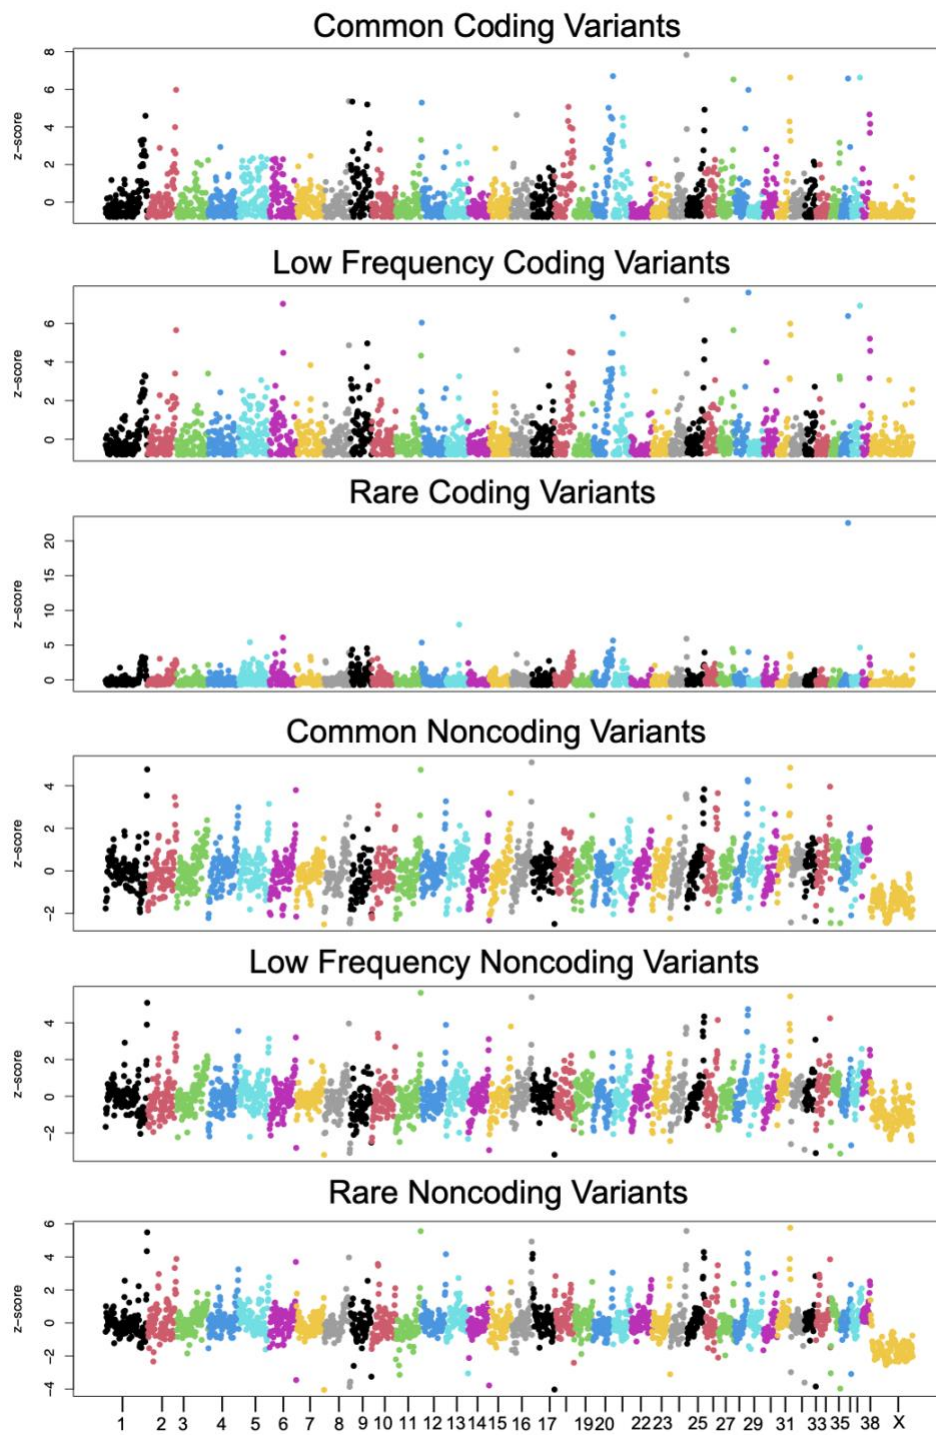 Common Coding Variants
z-score
8
6
4
2
0
Low Frequency Coding Variants
z-score
6
4
2
0
Rare Coding Variants
z-score
20
15
10
5
0
Common Noncoding Variants
z-score
4
2
0
−2
Low Frequency Noncoding Variants
z-score
4
2
0
−2
Rare Noncoding Variants
z-score
6
4
2
0
−2
−4
1 2 3 4 5 6 7 8 9 10 11 12 13 14 15 16 17 19 20 22 23 25 27 29 31 33 35 38 X